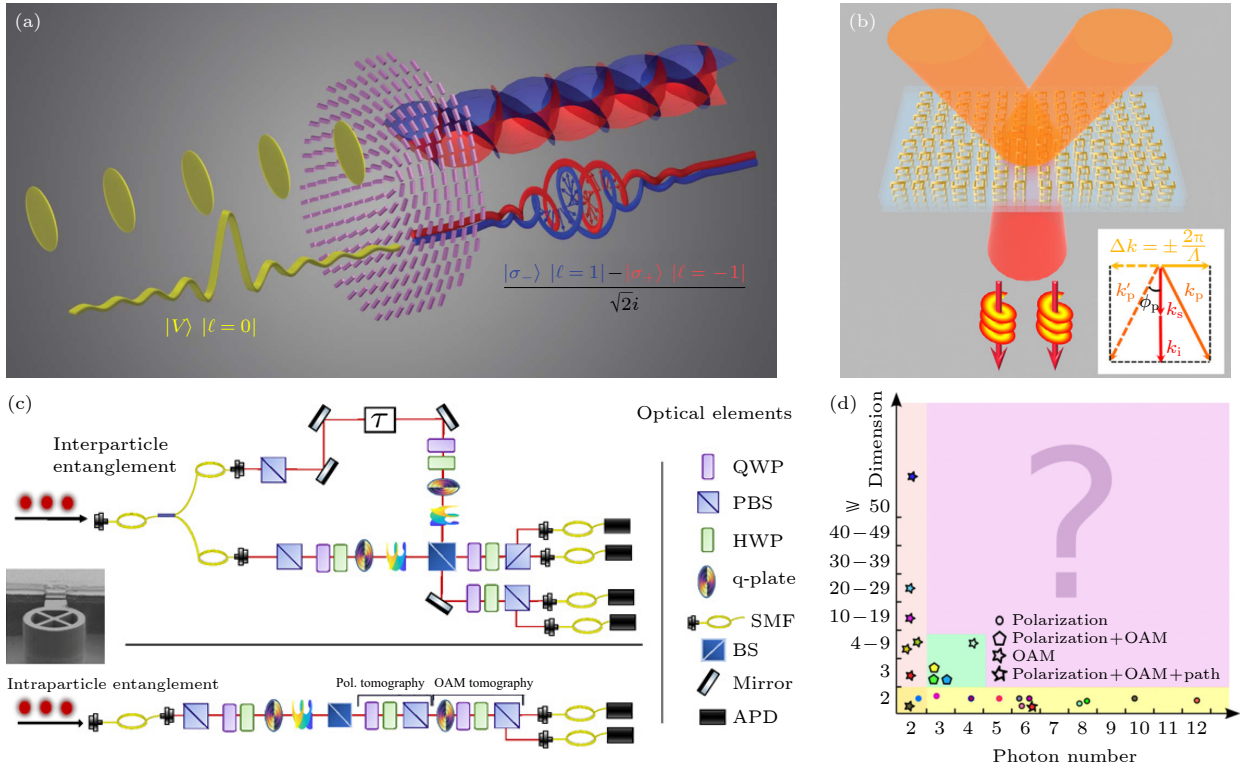 (a)
|V⟩ |ℓ = 0|
|σ₋⟩ |ℓ = 1| − |σ₊⟩ |ℓ = −1|
√2i
(b)
Δk = ± 2π
Λ
k′p
ϕp
kp
ks
ki
(c)
Interparticle
entanglement
τ
Optical elements
QWP
PBS
HWP
q-plate
SMF
BS
Mirror
APD
Intraparticle entanglement
Pol. tomography
OAM tomography
(d)
Dimension
⩾ 50
40−49
30−39
20−29
10−19
4−9
3
2
?
Polarization
Polarization+OAM
OAM
Polarization+OAM+path
2 3 4 5 6 7 8 9 10 11 12
Photon number